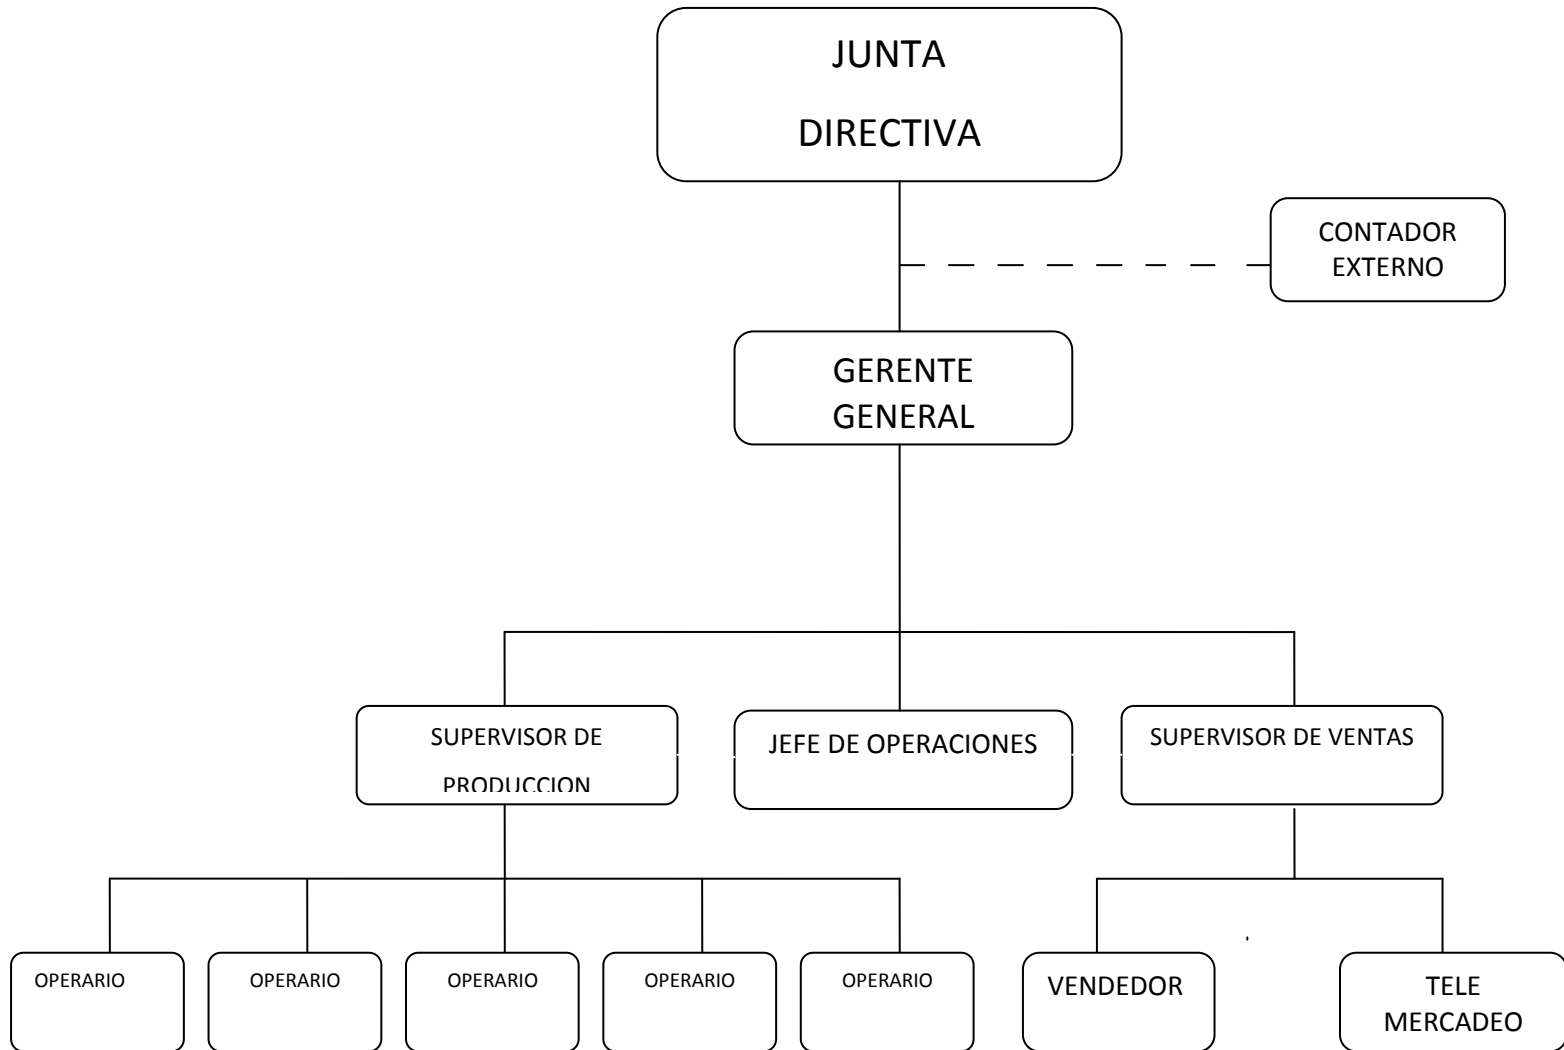 JUNTA
DIRECTIVA
CONTADOR
EXTERNO
GERENTE
GENERAL
SUPERVISOR DE
PRODUCCION
JEFE DE OPERACIONES
SUPERVISOR DE VENTAS
OPERARIO
OPERARIO
OPERARIO
OPERARIO
OPERARIO
VENDEDOR
TELE
MERCADEO